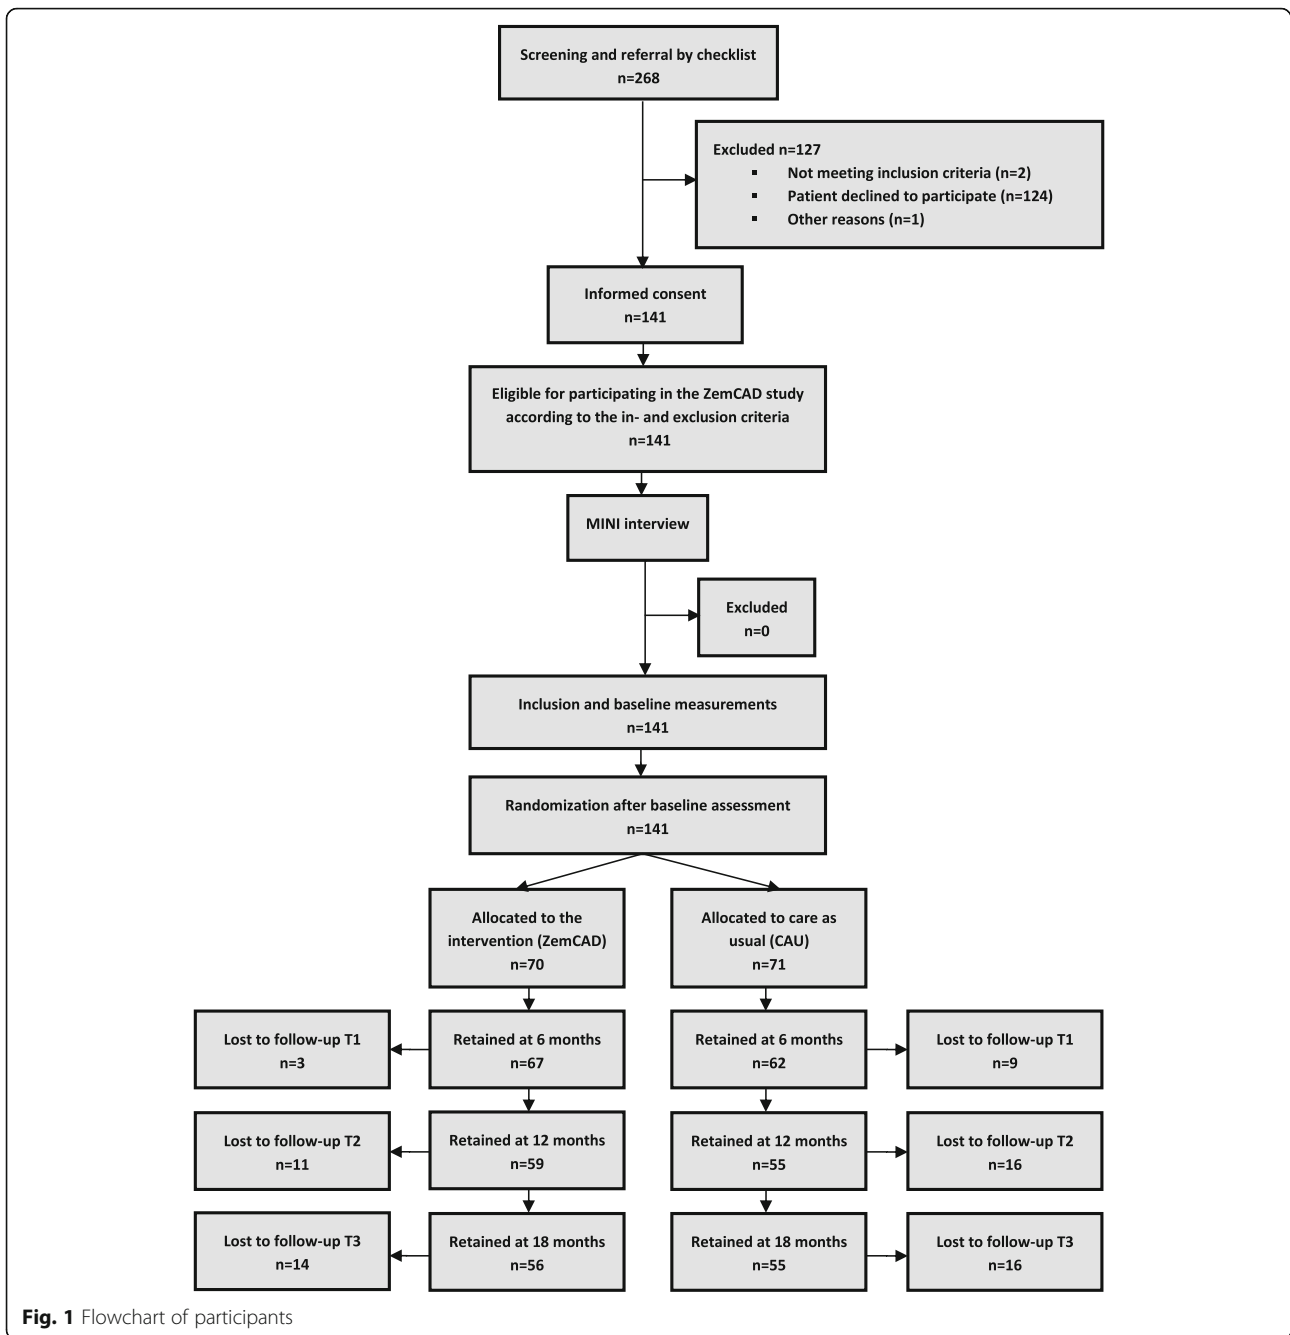 Screening and referral by checklist
n=268
Excluded n=127
▪ Not meeting inclusion criteria (n=2)
▪ Patient declined to participate (n=124)
▪ Other reasons (n=1)
Informed consent
n=141
Eligible for participating in the ZemCAD study
according to the in- and exclusion criteria
n=141
MINI interview
Excluded
n=0
Inclusion and baseline measurements
n=141
Randomization after baseline assessment
n=141
Allocated to the
intervention (ZemCAD)
n=70
Allocated to care as
usual (CAU)
n=71
Lost to follow-up T1
n=3
Retained at 6 months
n=67
Retained at 6 months
n=62
Lost to follow-up T1
n=9
Lost to follow-up T2
n=11
Retained at 12 months
n=59
Retained at 12 months
n=55
Lost to follow-up T2
n=16
Lost to follow-up T3
n=14
Retained at 18 months
n=56
Retained at 18 months
n=55
Lost to follow-up T3
n=16
Fig. 1 Flowchart of participants